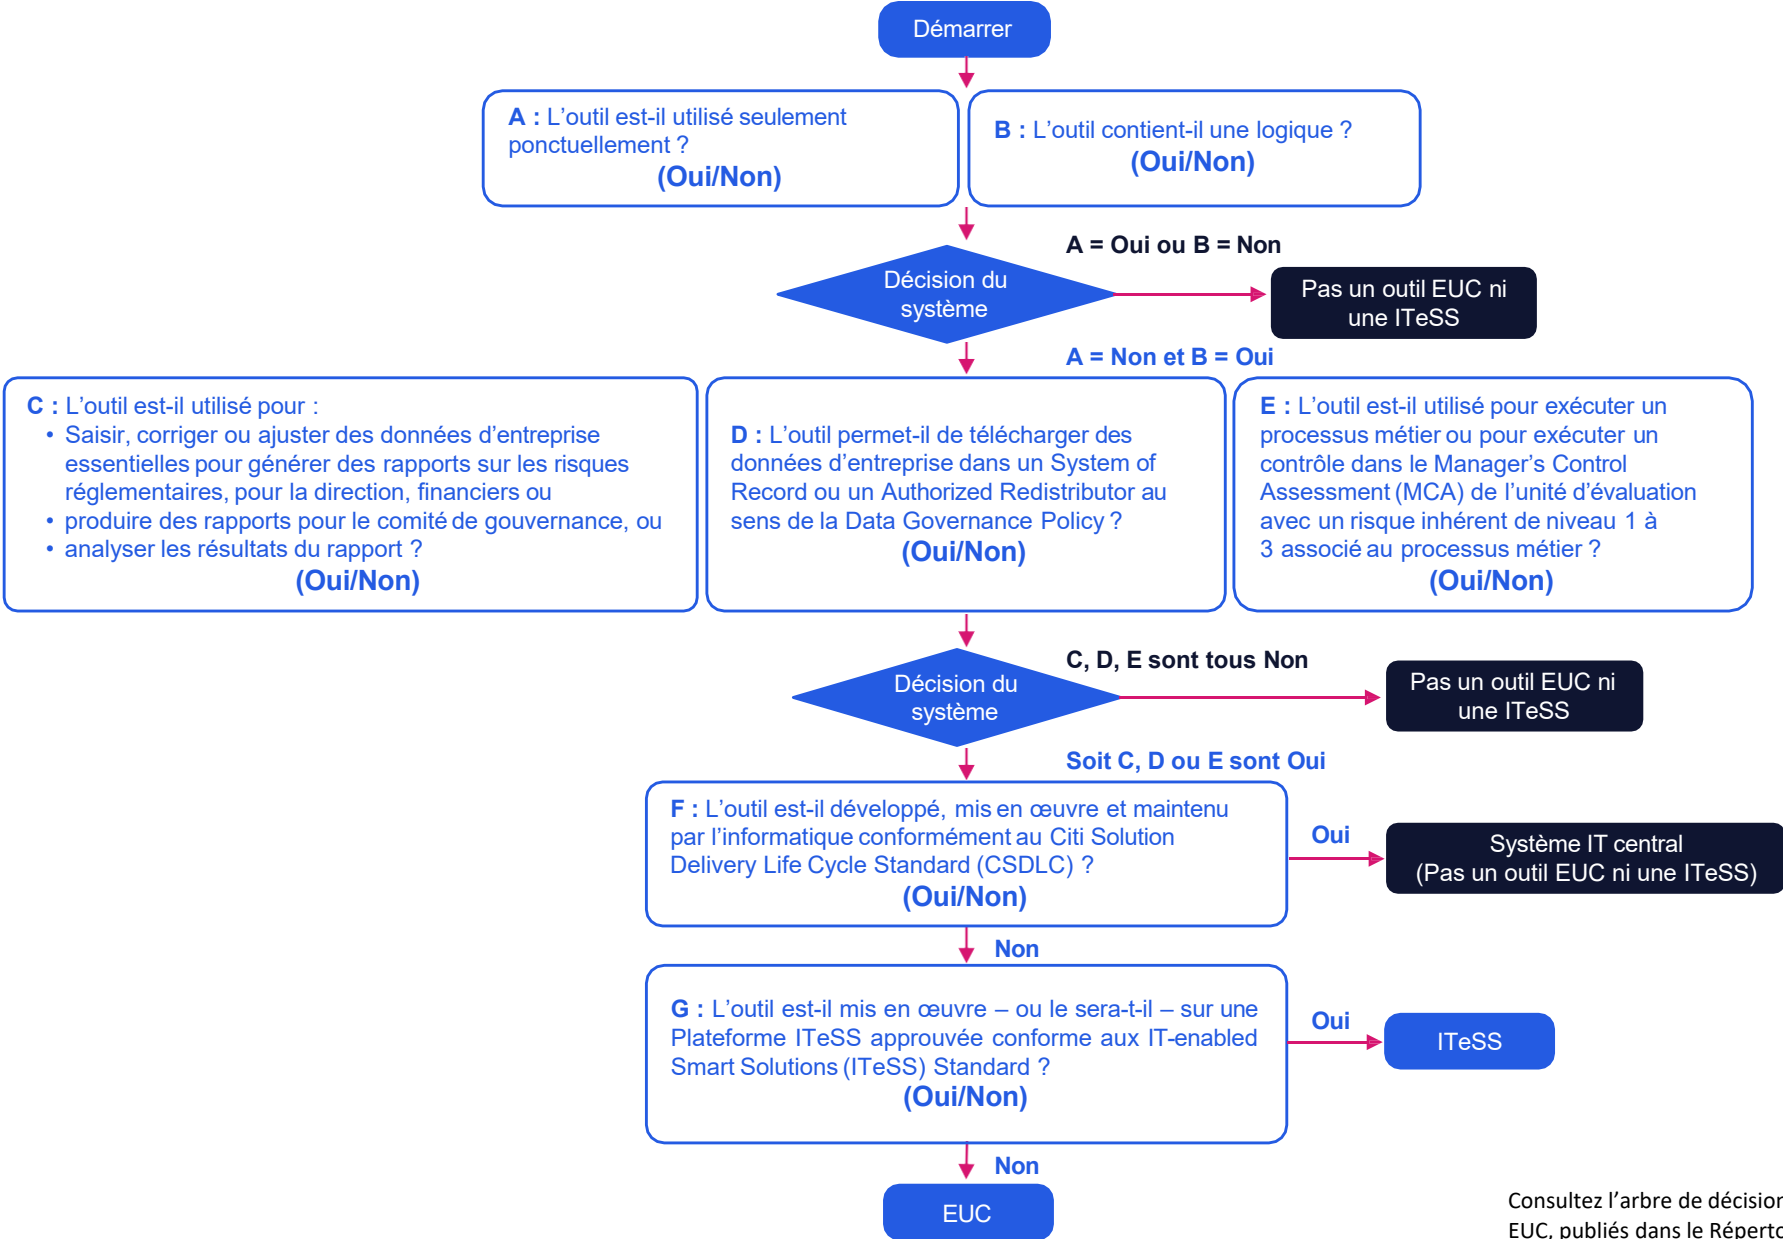 Démarrer
A : L’outil est-il utilisé seulement
ponctuellement ?
(Oui/Non)
B : L’outil contient-il une logique ?
(Oui/Non)
A = Oui ou B = Non
Décision du
système
Pas un outil EUC ni
une ITeSS
A = Non et B = Oui
C : L’outil est-il utilisé pour :
• Saisir, corriger ou ajuster des données d’entreprise
essentielles pour générer des rapports sur les risques
réglementaires, pour la direction, financiers ou
• produire des rapports pour le comité de gouvernance, ou
• analyser les résultats du rapport ?
(Oui/Non)
D : L’outil permet-il de télécharger des
données d’entreprise dans un System of
Record ou un Authorized Redistributor au
sens de la Data Governance Policy ?
(Oui/Non)
E : L’outil est-il utilisé pour exécuter un
processus métier ou pour exécuter un
contrôle dans le Manager’s Control
Assessment (MCA) de l’unité d’évaluation
avec un risque inhérent de niveau 1 à
3 associé au processus métier ?
(Oui/Non)
C, D, E sont tous Non
Décision du
système
Pas un outil EUC ni
une ITeSS
Soit C, D ou E sont Oui
F : L’outil est-il développé, mis en œuvre et maintenu
par l’informatique conformément au Citi Solution
Delivery Life Cycle Standard (CSDLC) ?
(Oui/Non)
Oui
Système IT central
(Pas un outil EUC ni une ITeSS)
Non
G : L’outil est-il mis en œuvre – ou le sera-t-il – sur une
Plateforme ITeSS approuvée conforme aux IT-enabled
Smart Solutions (ITeSS) Standard ?
(Oui/Non)
Oui
ITeSS
Non
EUC
Consultez l’arbre de décision
EUC, publiés dans le